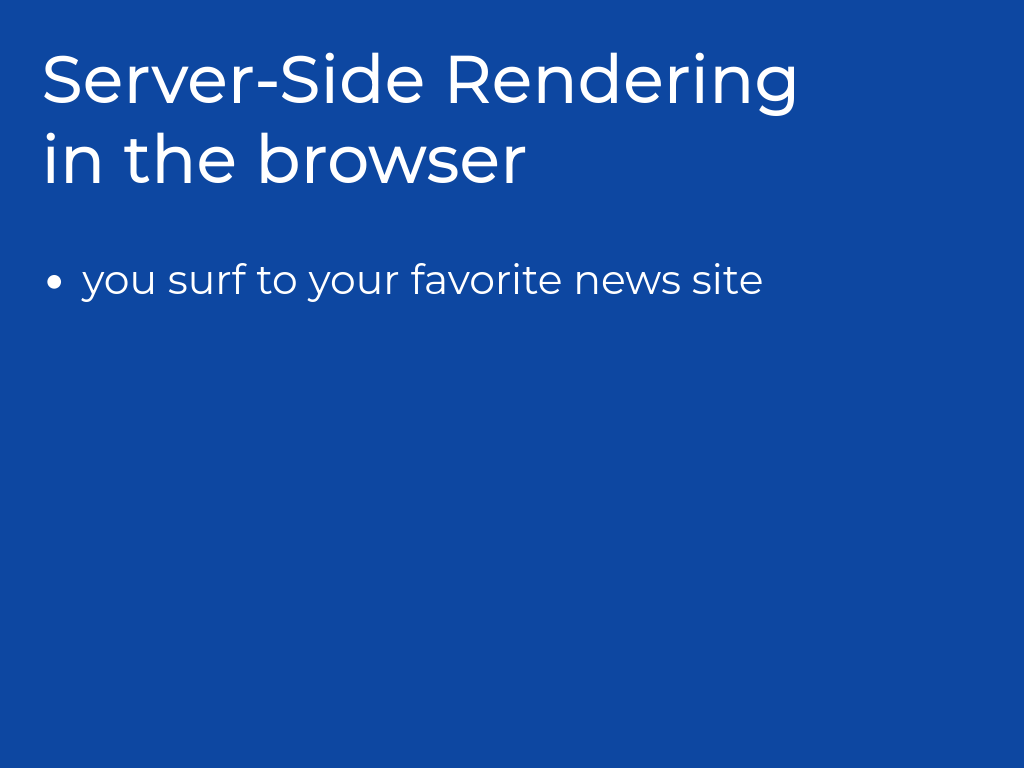 Server-Side Rendering
in the browser
• you surf to your favorite news site